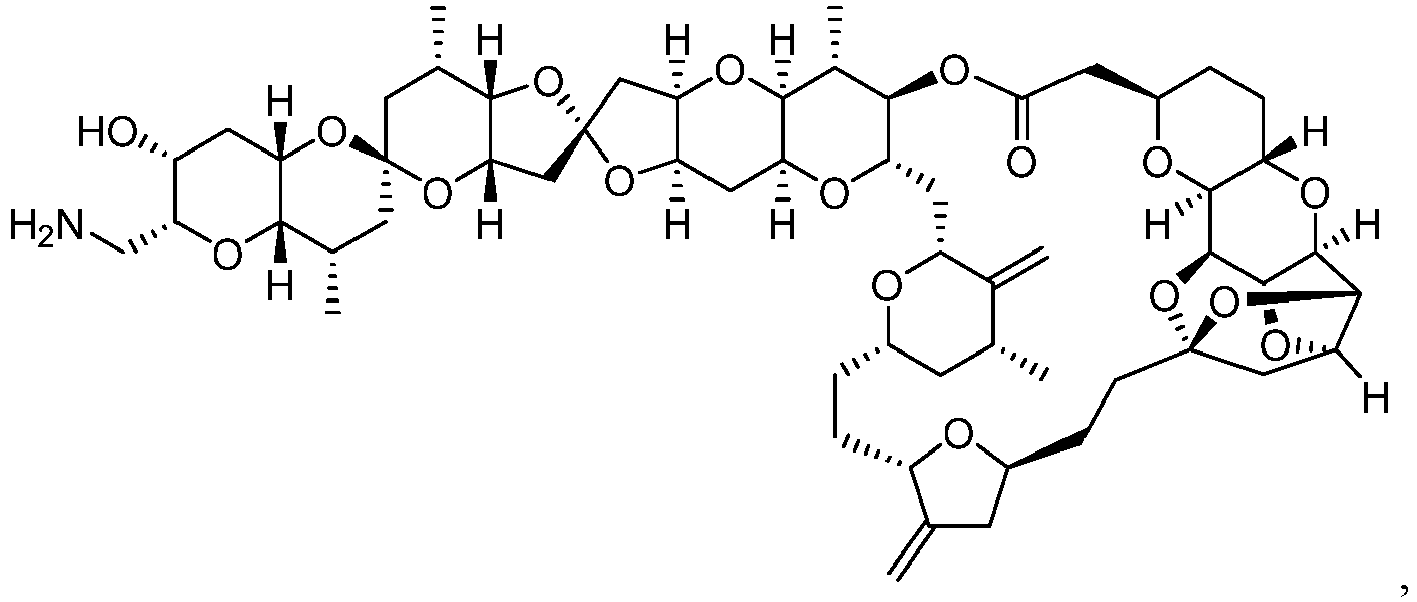 H H H
O O O
H
HO O H
O O
O O O O
H₂N H H H H H
O
H O O O
O
H
O
,